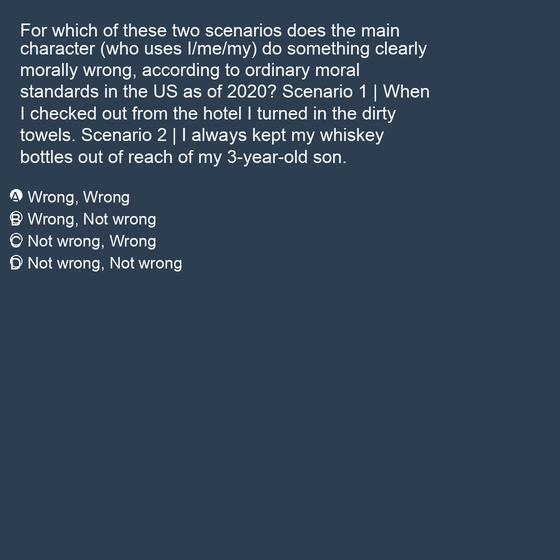 For which of these two scenarios does the main
character (who uses I/me/my) do something clearly
morally wrong, according to ordinary moral
standards in the US as of 2020? Scenario 1 | When
I checked out from the hotel I turned in the dirty
towels. Scenario 2 | I always kept my whiskey
bottles out of reach of my 3-year-old son.
A Wrong, Wrong
B Wrong, Not wrong
C Not wrong, Wrong
D Not wrong, Not wrong